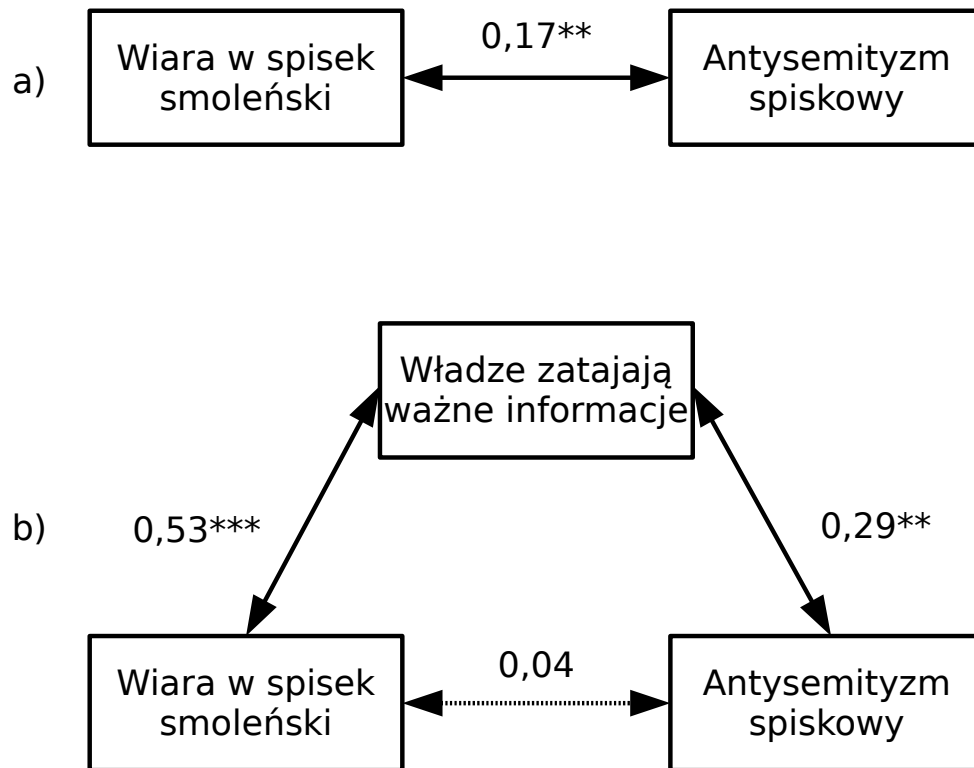 a)
Wiara w spisek
smoleński
0,17**
Antysemityzm
spiskowy
Władze zatajają
ważne informacje
b)
0,53***
0,29**
Wiara w spisek
smoleński
0,04
Antysemityzm
spiskowy